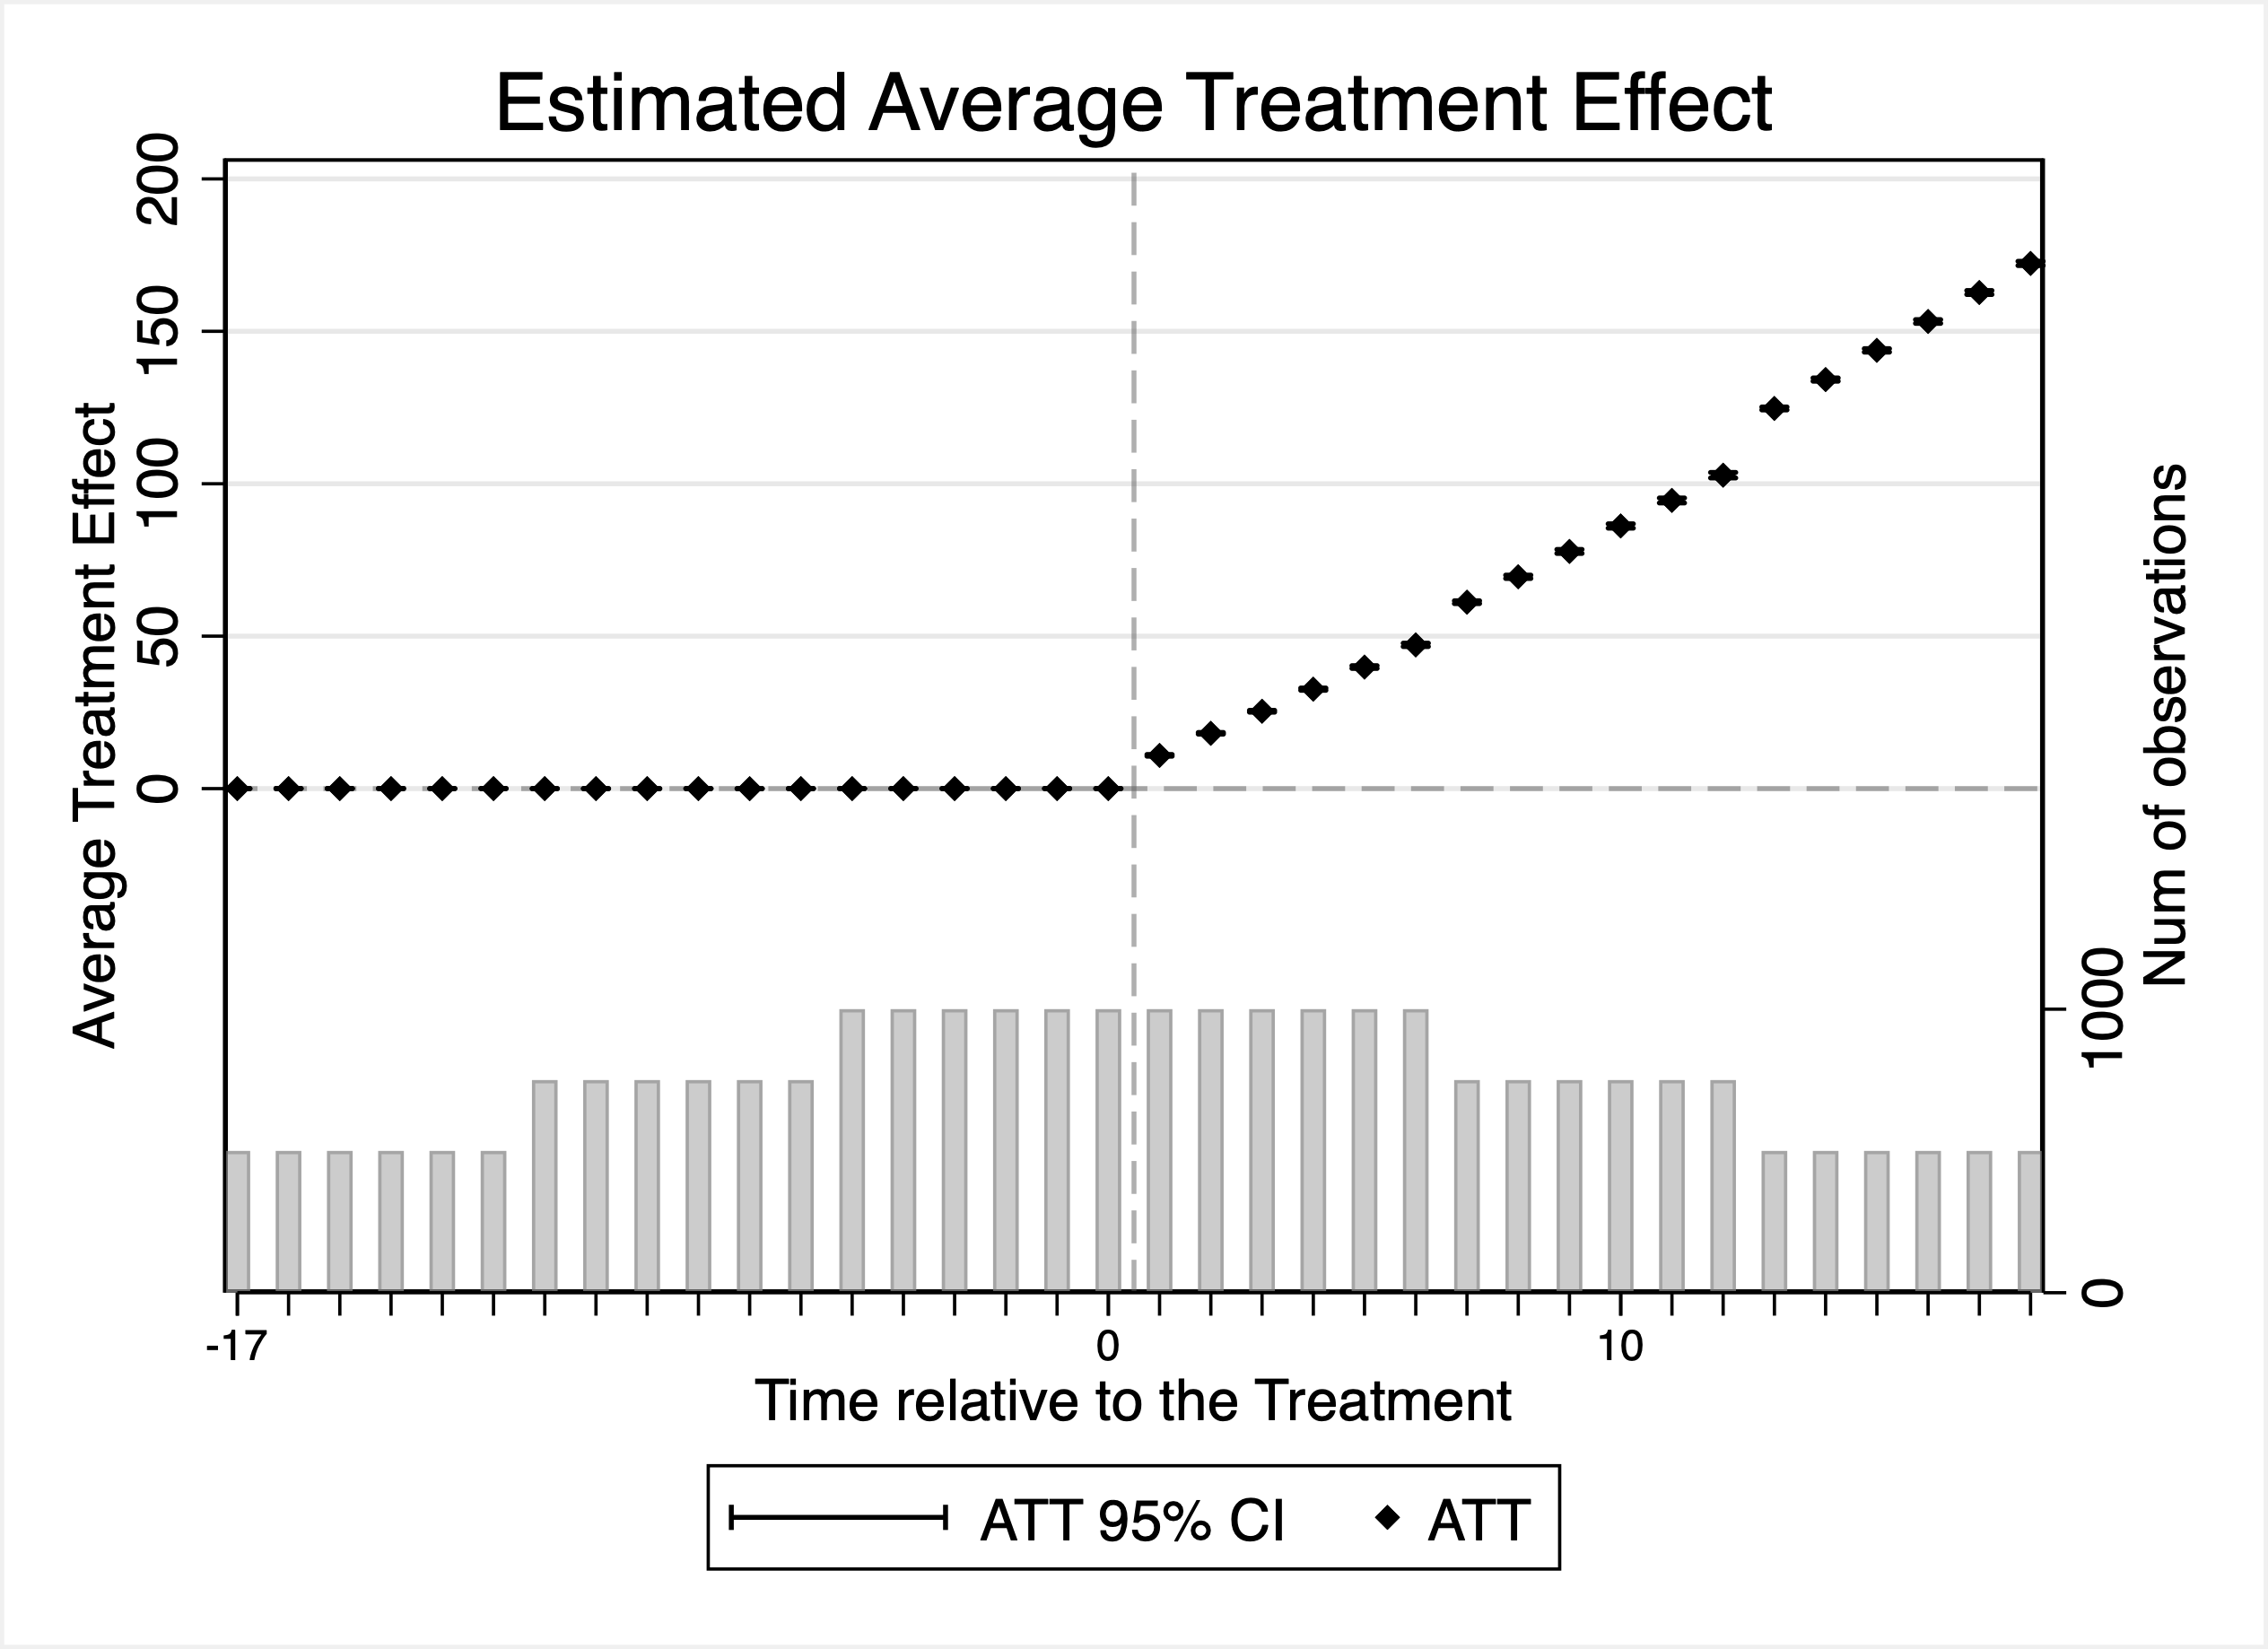 Estimated Average Treatment Effect
Average Treatment Effect
200
150
100
50
0
Num of observations
1000
0
-17 0 10
Time relative to the Treatment
ATT 95% CI ATT